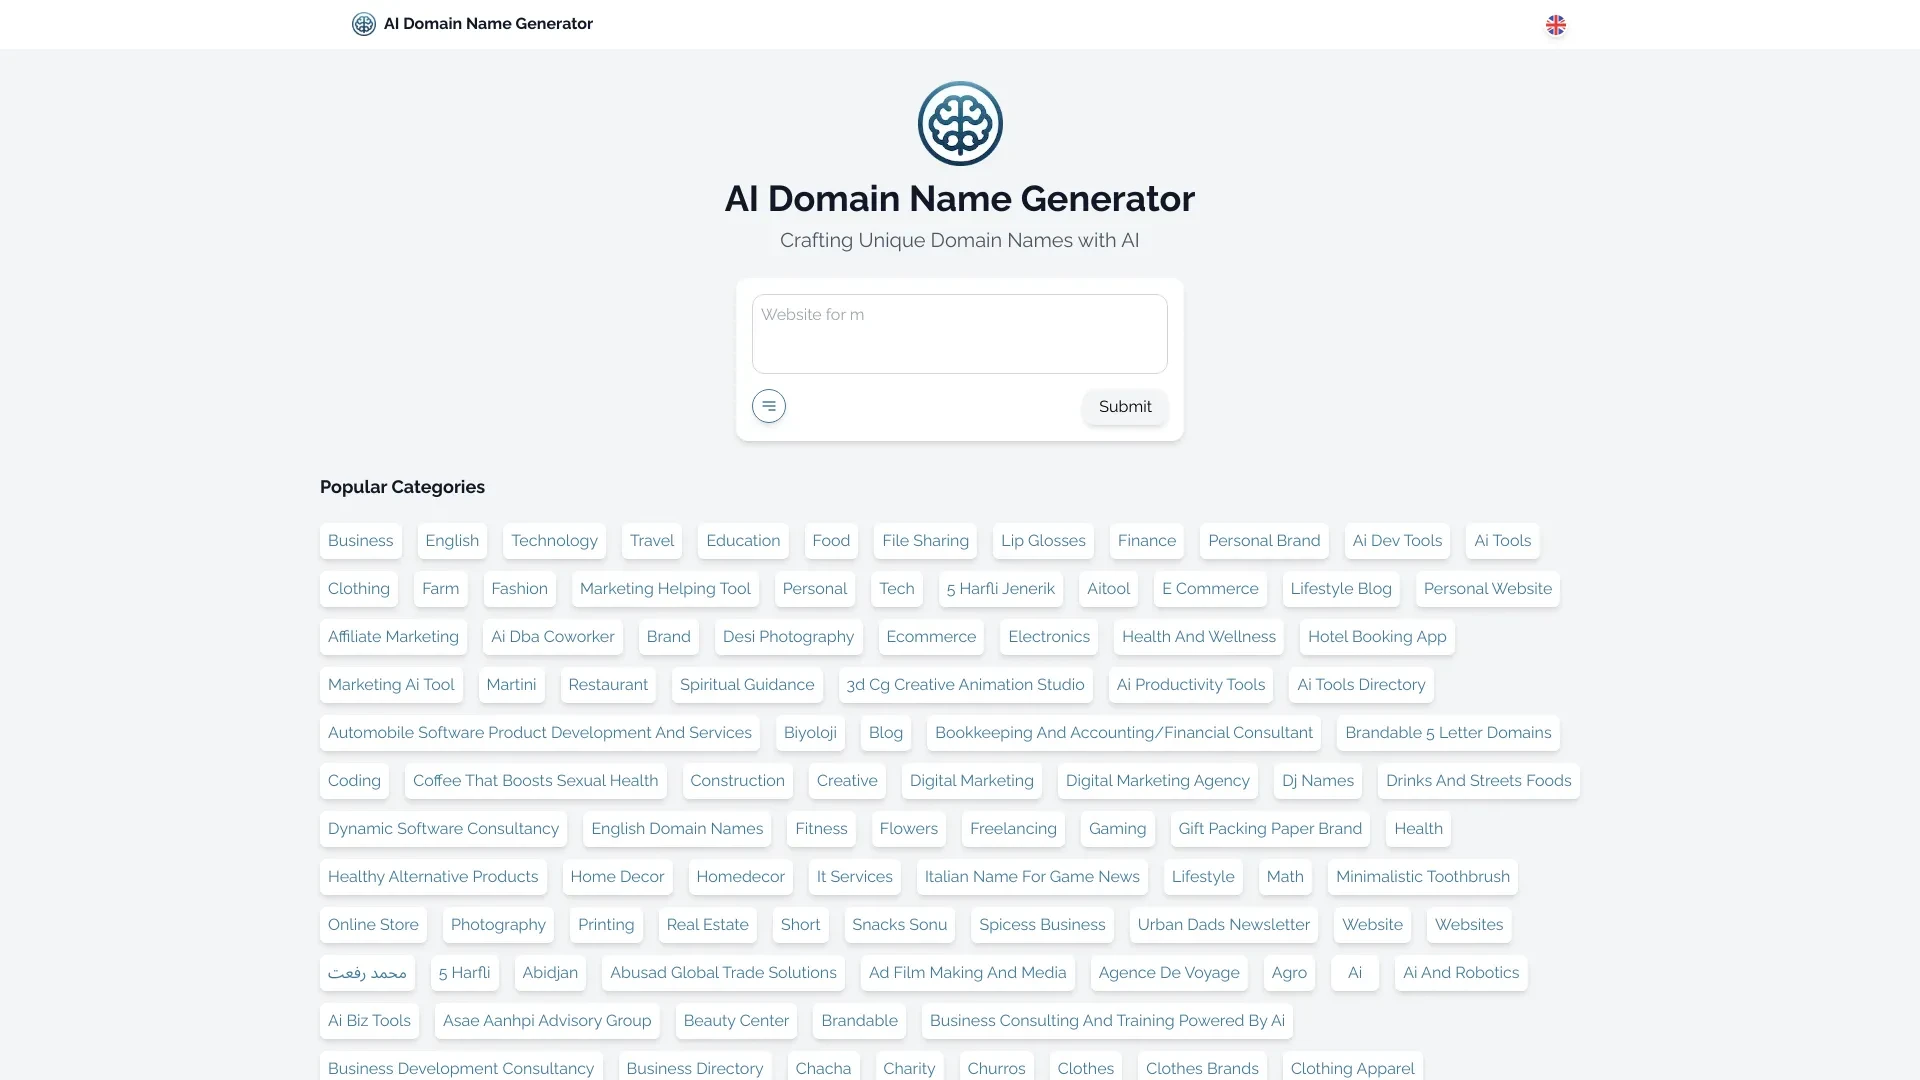 AI Domain Name Generator
AI Domain Name Generator
Crafting Unique Domain Names with AI
Website for m
Submit
Popular Categories
Business English Technology Travel Education Food File Sharing Lip Glosses Finance Personal Brand Ai Dev Tools Ai Tools
Clothing Farm Fashion Marketing Helping Tool Personal Tech 5 Harfli Jenerik Aitool E Commerce Lifestyle Blog Personal Website
Affiliate Marketing Ai Dba Coworker Brand Desi Photography Ecommerce Electronics Health And Wellness Hotel Booking App
Marketing Ai Tool Martini Restaurant Spiritual Guidance 3d Cg Creative Animation Studio Ai Productivity Tools Ai Tools Directory
Automobile Software Product Development And Services Biyoloji Blog Bookkeeping And Accounting/Financial Consultant Brandable 5 Letter Domains
Coding Coffee That Boosts Sexual Health Construction Creative Digital Marketing Digital Marketing Agency Dj Names Drinks And Streets Foods
Dynamic Software Consultancy English Domain Names Fitness Flowers Freelancing Gaming Gift Packing Paper Brand Health
Healthy Alternative Products Home Decor Homedecor It Services Italian Name For Game News Lifestyle Math Minimalistic Toothbrush
Online Store Photography Printing Real Estate Short Snacks Sonu Spicess Business Urban Dads Newsletter Website Websites
محمد رفعت 5 Harfli Abidjan Abusad Global Trade Solutions Ad Film Making And Media Agence De Voyage Agro Ai Ai And Robotics
Ai Biz Tools Asae Aanhpi Advisory Group Beauty Center Brandable Business Consulting And Training Powered By Ai
Business Development Consultancy Business Directory Chacha Charity Churros Clothes Clothes Brands Clothing Apparel